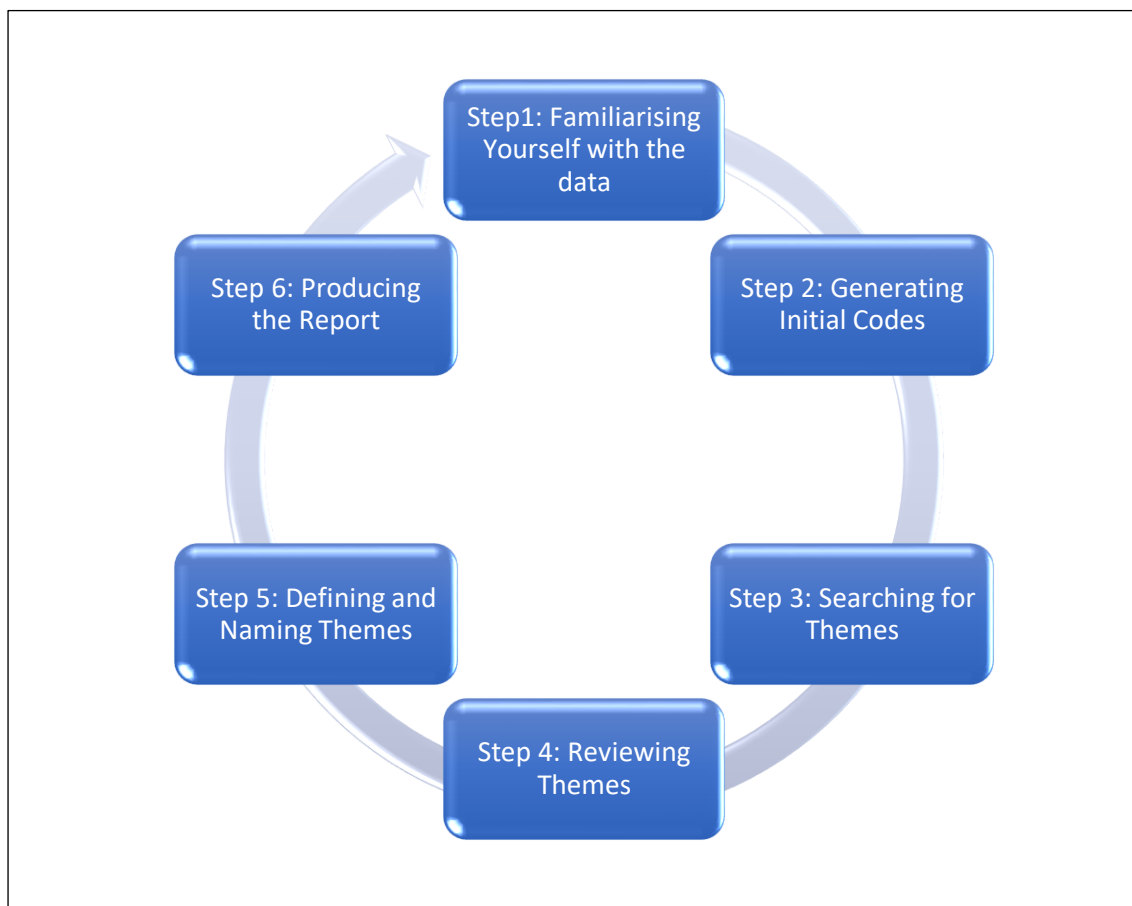 Step1: Familiarising
Yourself with the
data
Step 2: Generating
Initial Codes
Step 3: Searching for
Themes
Step 4: Reviewing
Themes
Step 5: Defining and
Naming Themes
Step 6: Producing
the Report